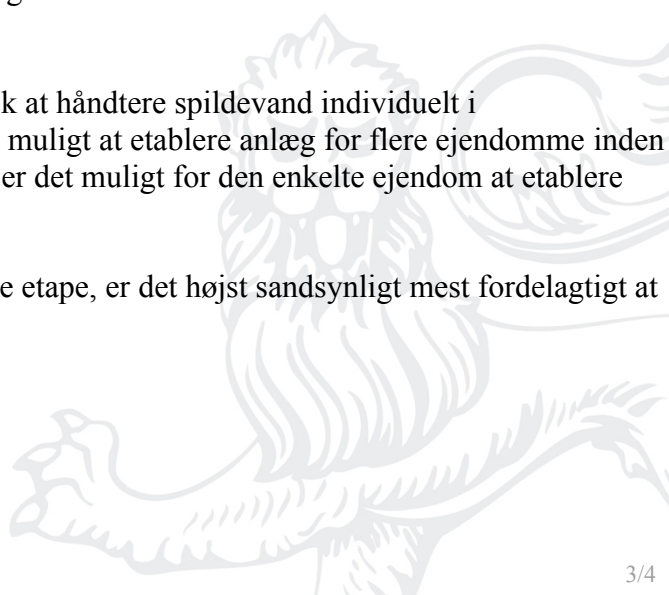 k at håndtere spildevand individuelt i
muligt at etablere anlæg for flere ejendomme inden
er det muligt for den enkelte ejendom at etablere
e etape, er det højst sandsynligt mest fordelagtigt at
3/4